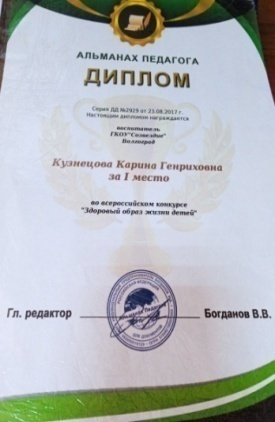 АЛЬМАНАХ ПЕДАГОГА
ДИПЛОМ
Серия ДД №2929 от 23.08.2017 г.
Настоящим дипломом награждается
воспитатель
ГКОУ"Созвездие"
Волгоград
Кузнецова Карина Генриховна
за I место
во всероссийском конкурсе
"Здоровый образ жизни детей"
Гл. редактор
Богданов В.В.